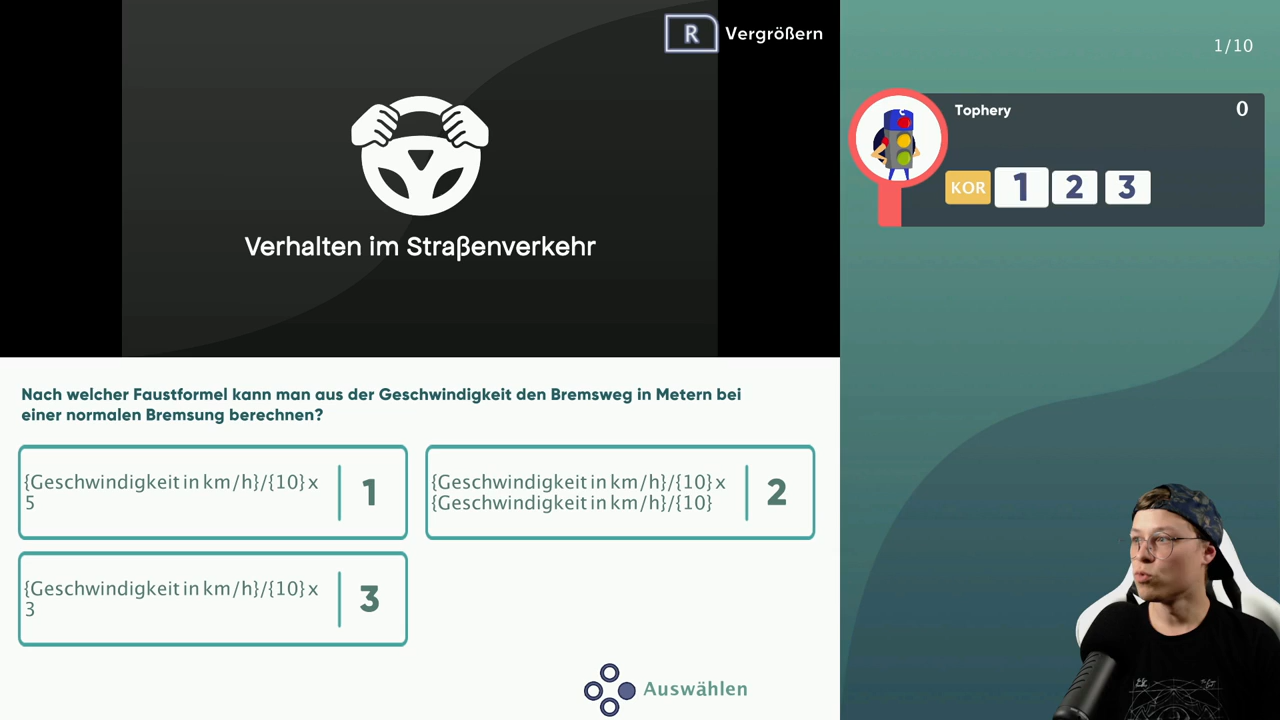 R Vergrößern
1/10
Verhalten im Straßenverkehr
Tophery 0
KOR 1 2 3
Nach welcher Faustformel kann man aus der Geschwindigkeit den Bremsweg in Metern bei
einer normalen Bremsung berechnen?
{Geschwindigkeit in km/h}/{10} x
5
1
{Geschwindigkeit in km/h}/{10} x
{Geschwindigkeit in km/h}/{10}
2
{Geschwindigkeit in km/h}/{10} x
3
3
Auswählen